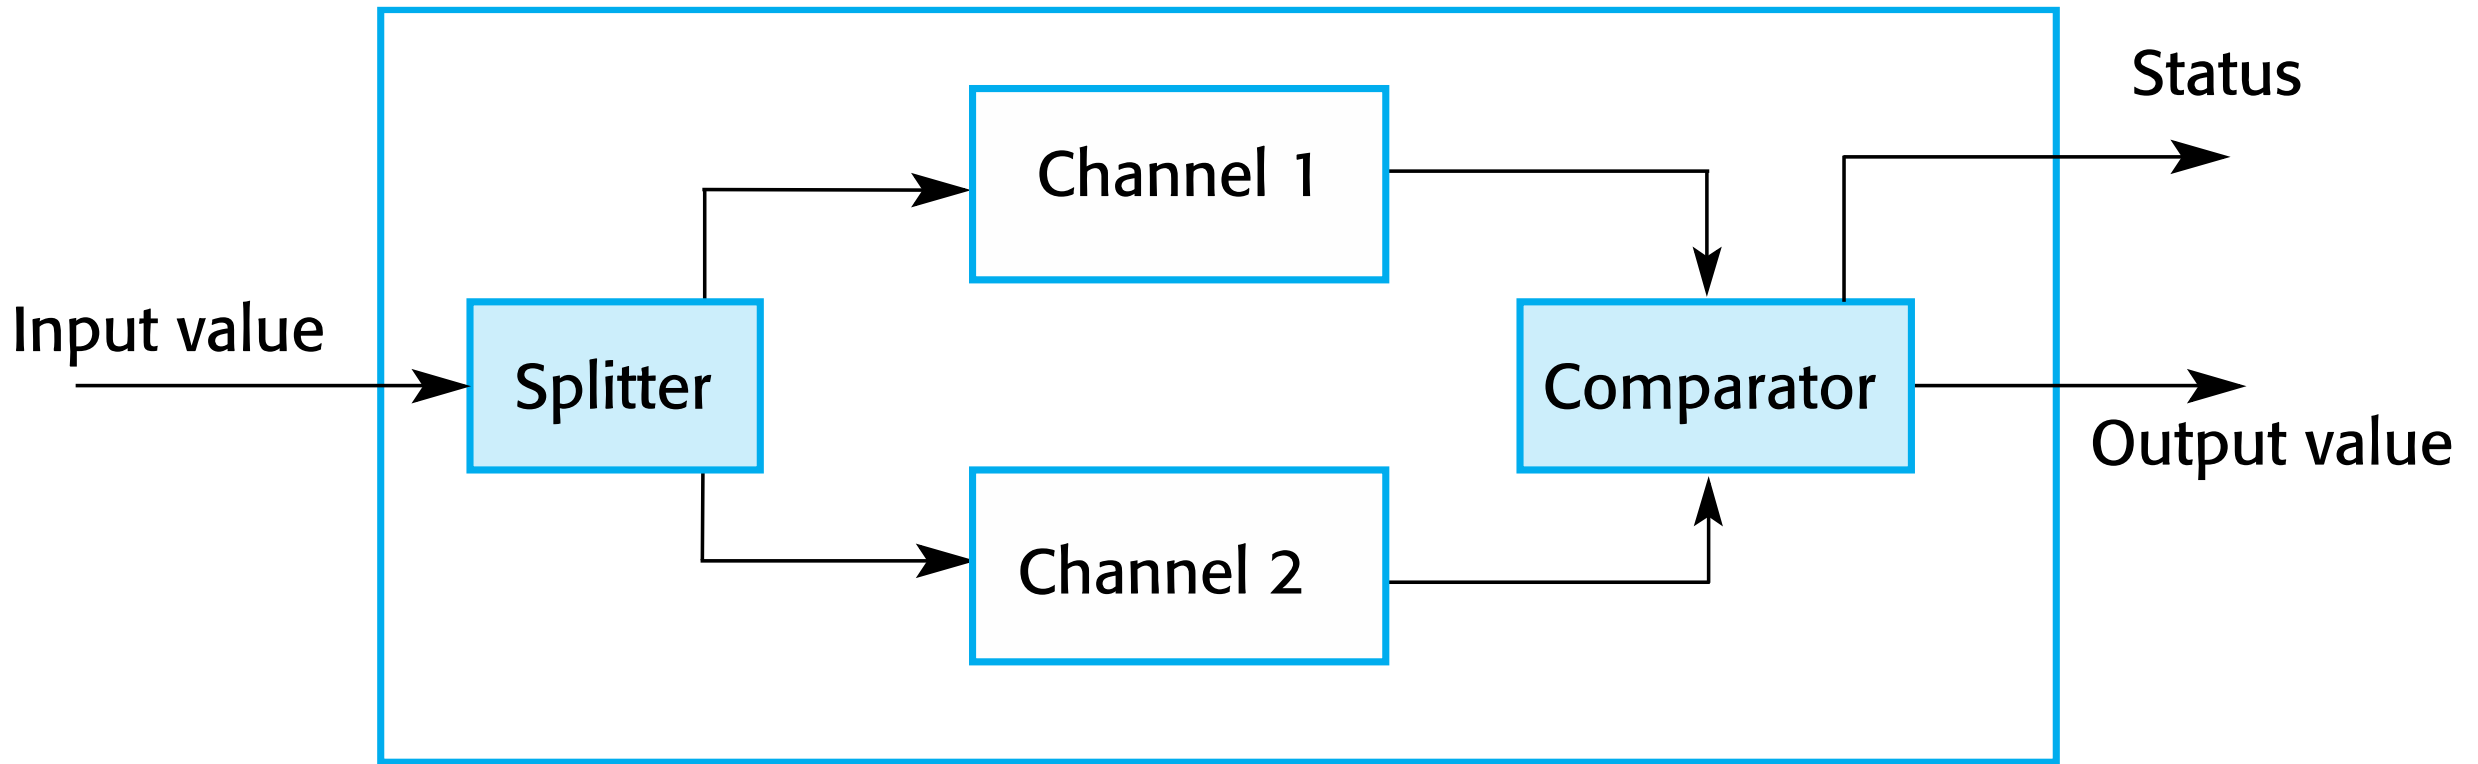 Status
Channel 1
Input value
Splitter
Comparator
Output value
Channel 2